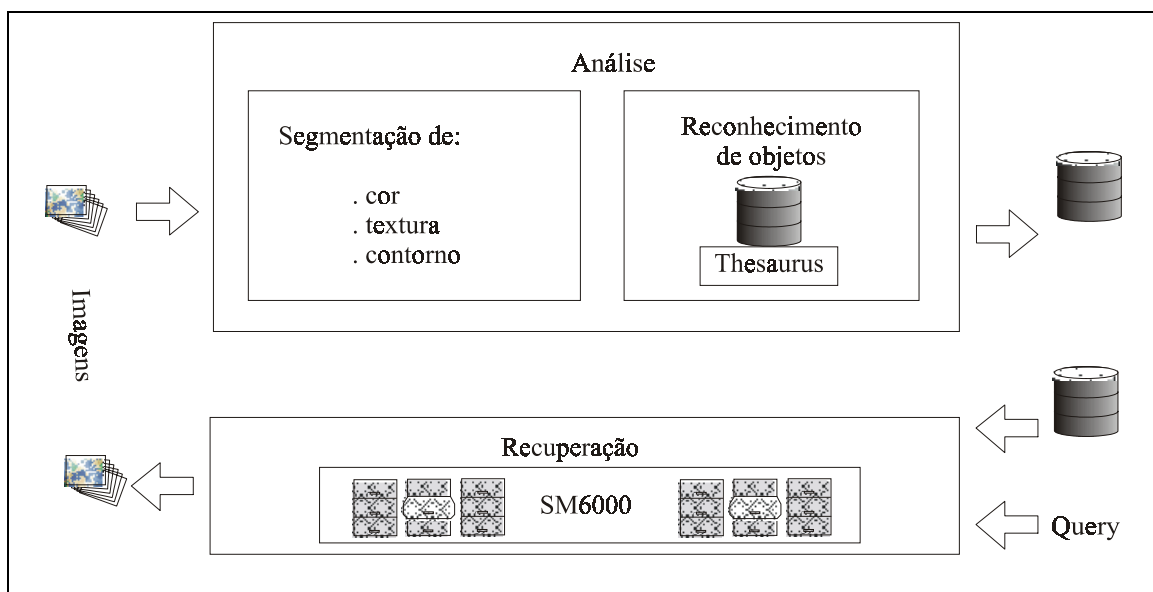 Análise
Segmentação de:
. cor
. textura
. contorno
Reconhecimento
de objetos
Thesaurus
Imagens
Recuperação
SM6000
Query